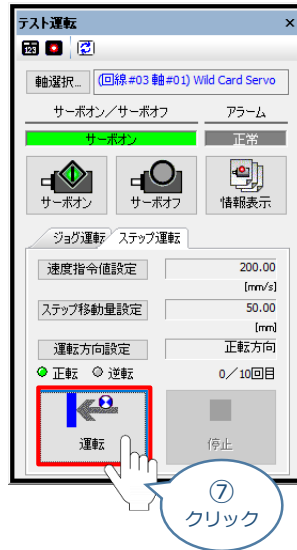 テスト運転 ×
軸選択... (回線#03 軸#01) Wild Card Servo
サーボオン/サーボオフ アラーム
サーボオン 正常
サーボオン サーボオフ 情報表示
ジョグ運転 ステップ運転
速度指令値設定 200.00
[mm/s]
ステップ移動量設定 50.00
[mm]
運転方向設定 正転方向
正転 逆転 0/10回目
運転 停止
⑦
クリック